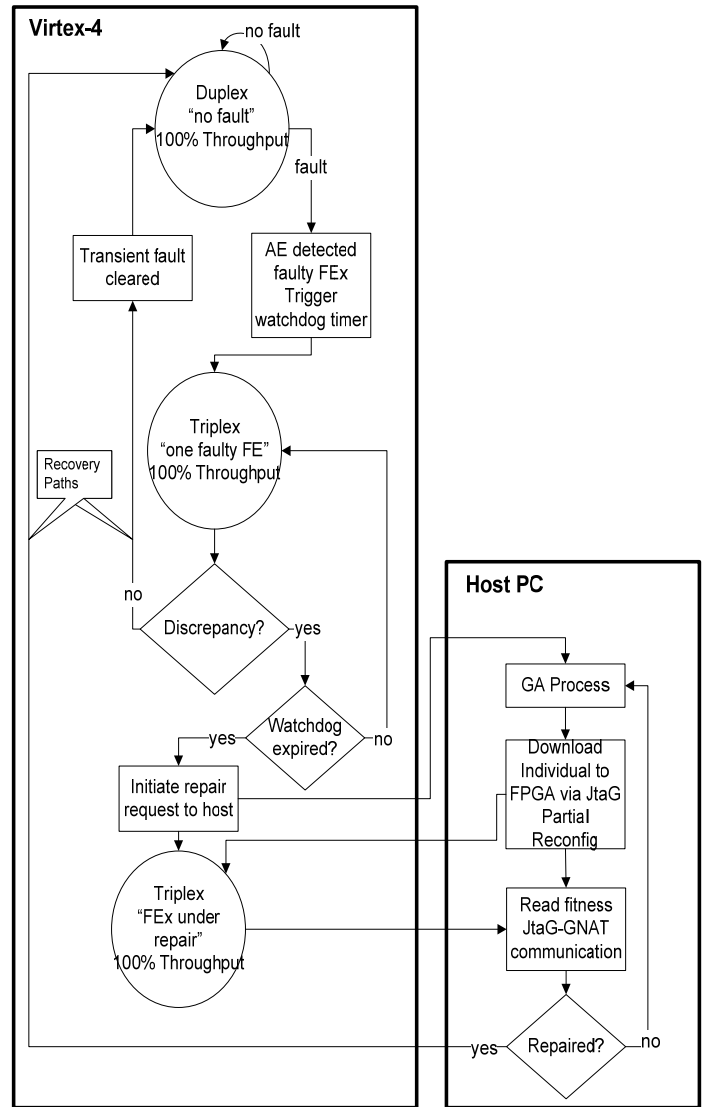 Virtex-4
no fault
Duplex
“no fault”
100% Throughput
fault
Transient fault
cleared
AE detected
faulty FEx
Trigger
watchdog timer
Triplex
“one faulty FE”
100% Throughput
Recovery
Paths
no
Discrepancy?
yes
Watchdog
expired?
yes
no
Initiate repair
request to host
Triplex
“FEx under
repair”
100% Throughput
Host PC
GA Process
Download
Individual to
FPGA via JtaG
Partial
Reconfig
Read fitness
JtaG-GNAT
communication
Repaired?
yes
no